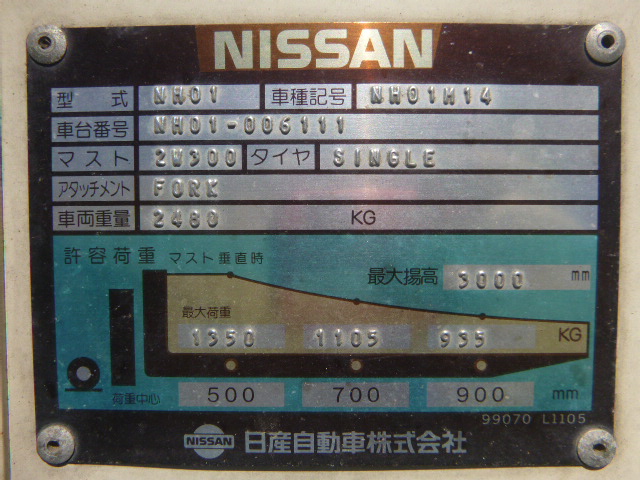 NISSAN
型式 NH01 車種記号 NH01M14
車台番号 NH01-006111
マスト 2W300 タイヤ SINGLE
アタッチメント FORK
車両重量 2460 KG
許容荷重 マスト垂直時
最大揚高 3000 mm
最大荷重
1350 1105 935 KG
荷重中心 500 700 900 mm
99070 L1105
NISSAN 日産自動車株式会社